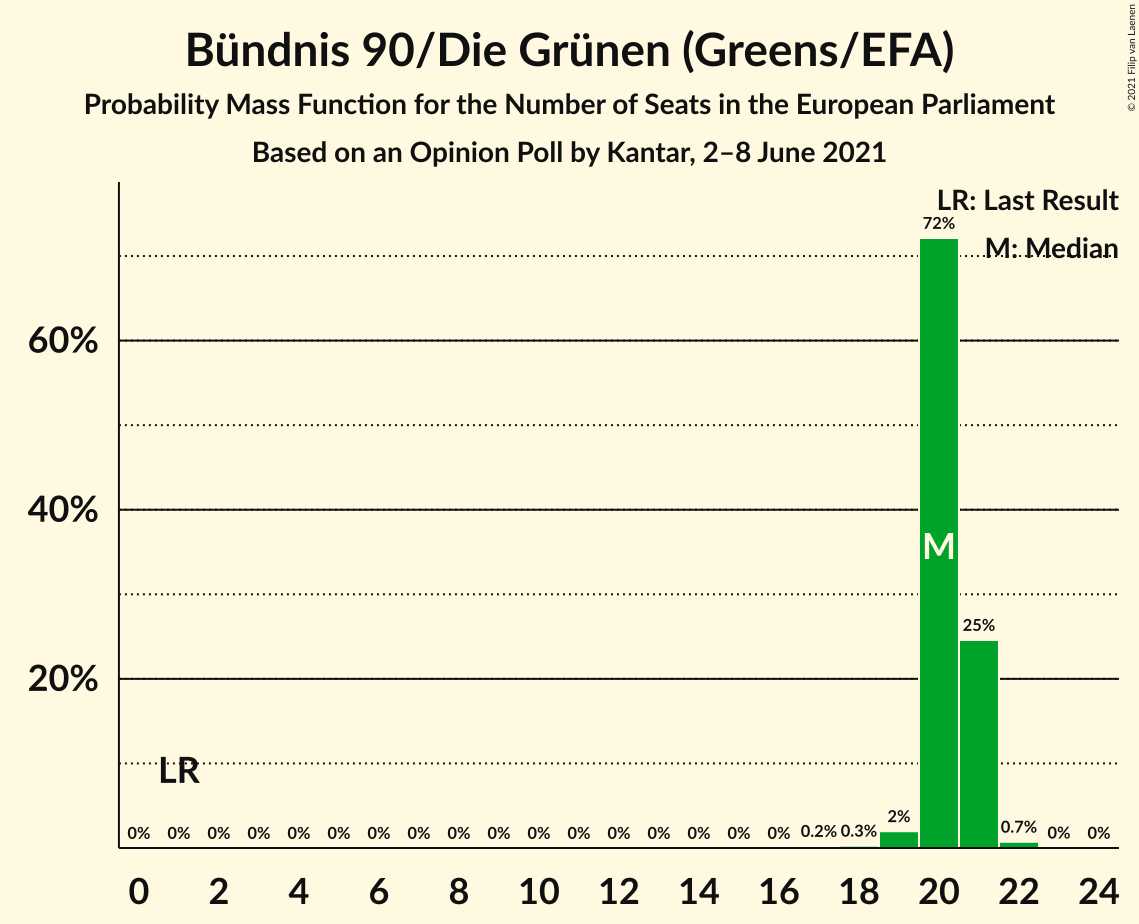 Bündnis 90/Die Grünen (Greens/EFA)
Probability Mass Function for the Number of Seats in the European Parliament
Based on an Opinion Poll by Kantar, 2–8 June 2021
© 2021 Filip van Laenen
LR: Last Result
M: Median
72%
60%
40%
M
25%
20%
LR
0% 0% 0% 0% 0% 0% 0% 0% 0% 0% 0% 0% 0% 0% 0% 0% 0% 0.2% 0.3% 2% 0.7% 0% 0%
0 2 4 6 8 10 12 14 16 18 20 22 24